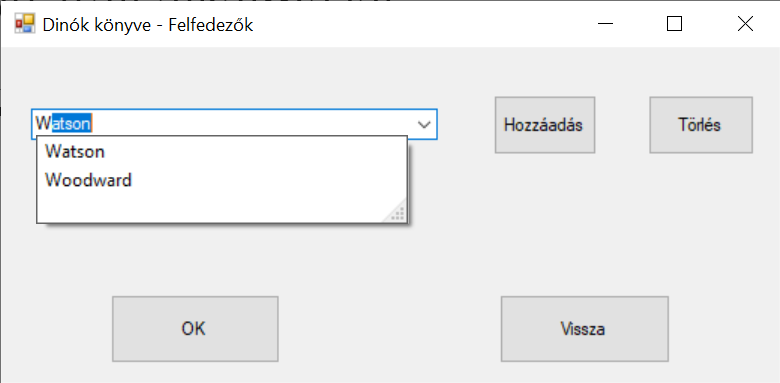 Dinók könyve - Felfedezők
Watson
Hozzáadás
Törlés
Watson
Woodward
OK
Vissza